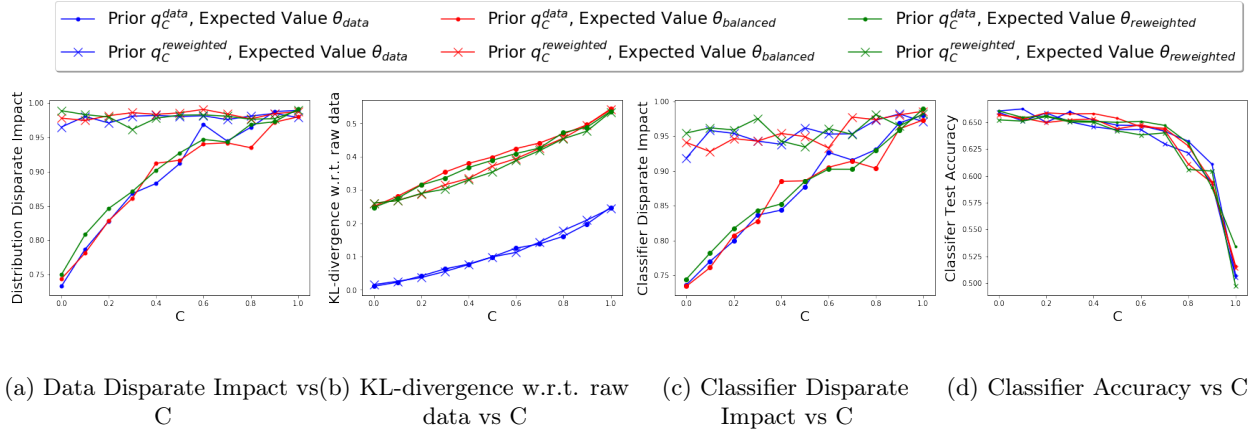 Prior q_C^data, Expected Value θ_data
Prior q_C^data, Expected Value θ_balanced
Prior q_C^data, Expected Value θ_reweighted
Prior q_C^reweighted, Expected Value θ_data
Prior q_C^reweighted, Expected Value θ_balanced
Prior q_C^reweighted, Expected Value θ_reweighted
Distribution Disparate Impact
1.00
0.95
0.90
0.85
0.80
0.75
0.0 0.2 0.4 0.6 0.8 1.0
C
KL-divergence w.r.t. raw data
0.5
0.4
0.3
0.2
0.1
0.0
0.0 0.2 0.4 0.6 0.8 1.0
C
Classifier Disparate Impact
1.00
0.95
0.90
0.85
0.80
0.75
0.0 0.2 0.4 0.6 0.8 1.0
C
Classifer Test Accuracy
0.650
0.625
0.600
0.575
0.550
0.525
0.500
0.0 0.2 0.4 0.6 0.8 1.0
C
(a) Data Disparate Impact vs
C
(b) KL-divergence w.r.t. raw
data vs C
(c) Classifier Disparate
Impact vs C
(d) Classifier Accuracy vs C